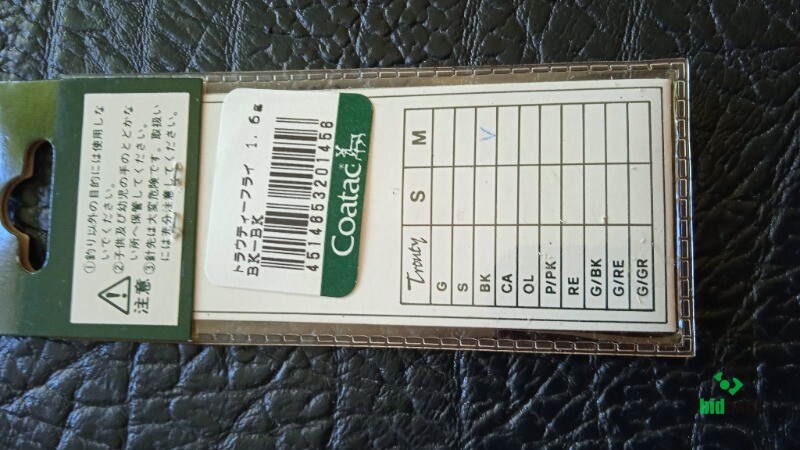 ①釣り以外の目的には使用しな
いでください。
②子供及び幼児の手のとどかな
い所へ保管してください。
③針先は大変危険です。取扱い
には充分注意してください。
注意
トラウティーフライ 1.6g
BK-BK
4514853201456
Coatac
Trouty S M
G
S
BK V
CA
OL
P/PK
RE
G/BK
G/RE
G/GR
bid